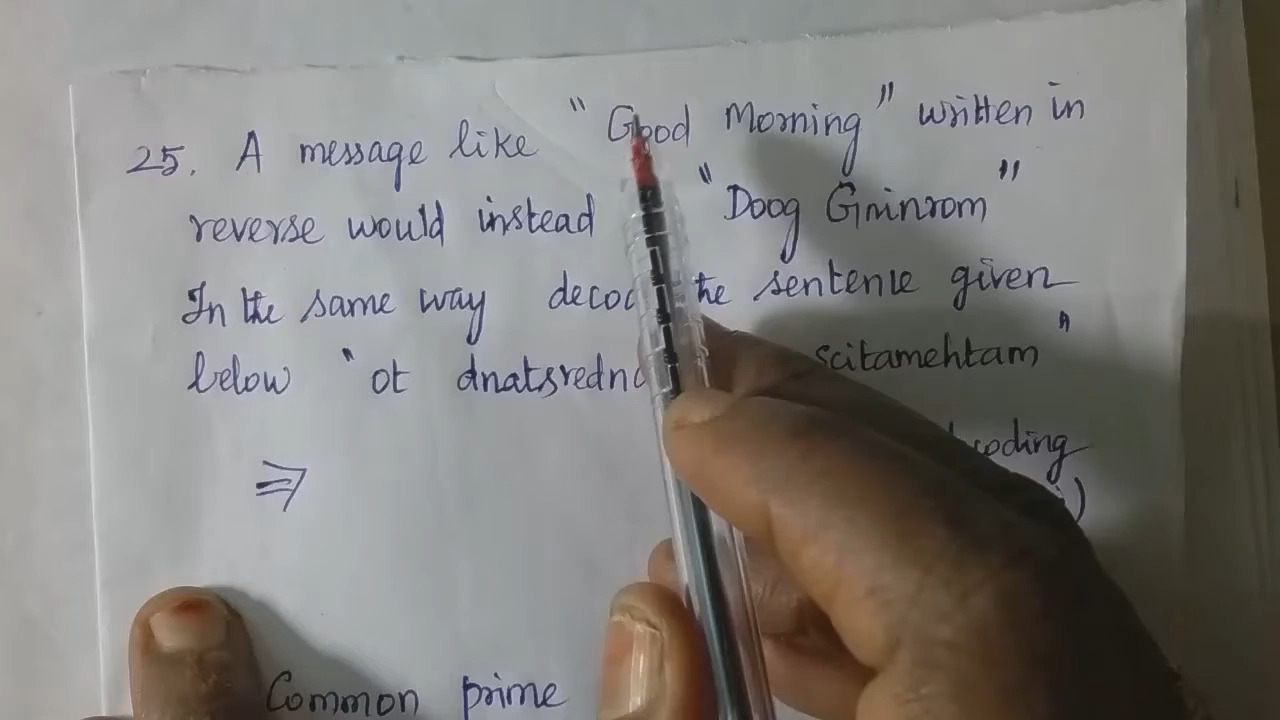 25. A message like "Good Morning" written in
reverse would instead "Doog Gninrom"
In the same way the sentence given
below "ot scitamehtam"
⇒
Common prime